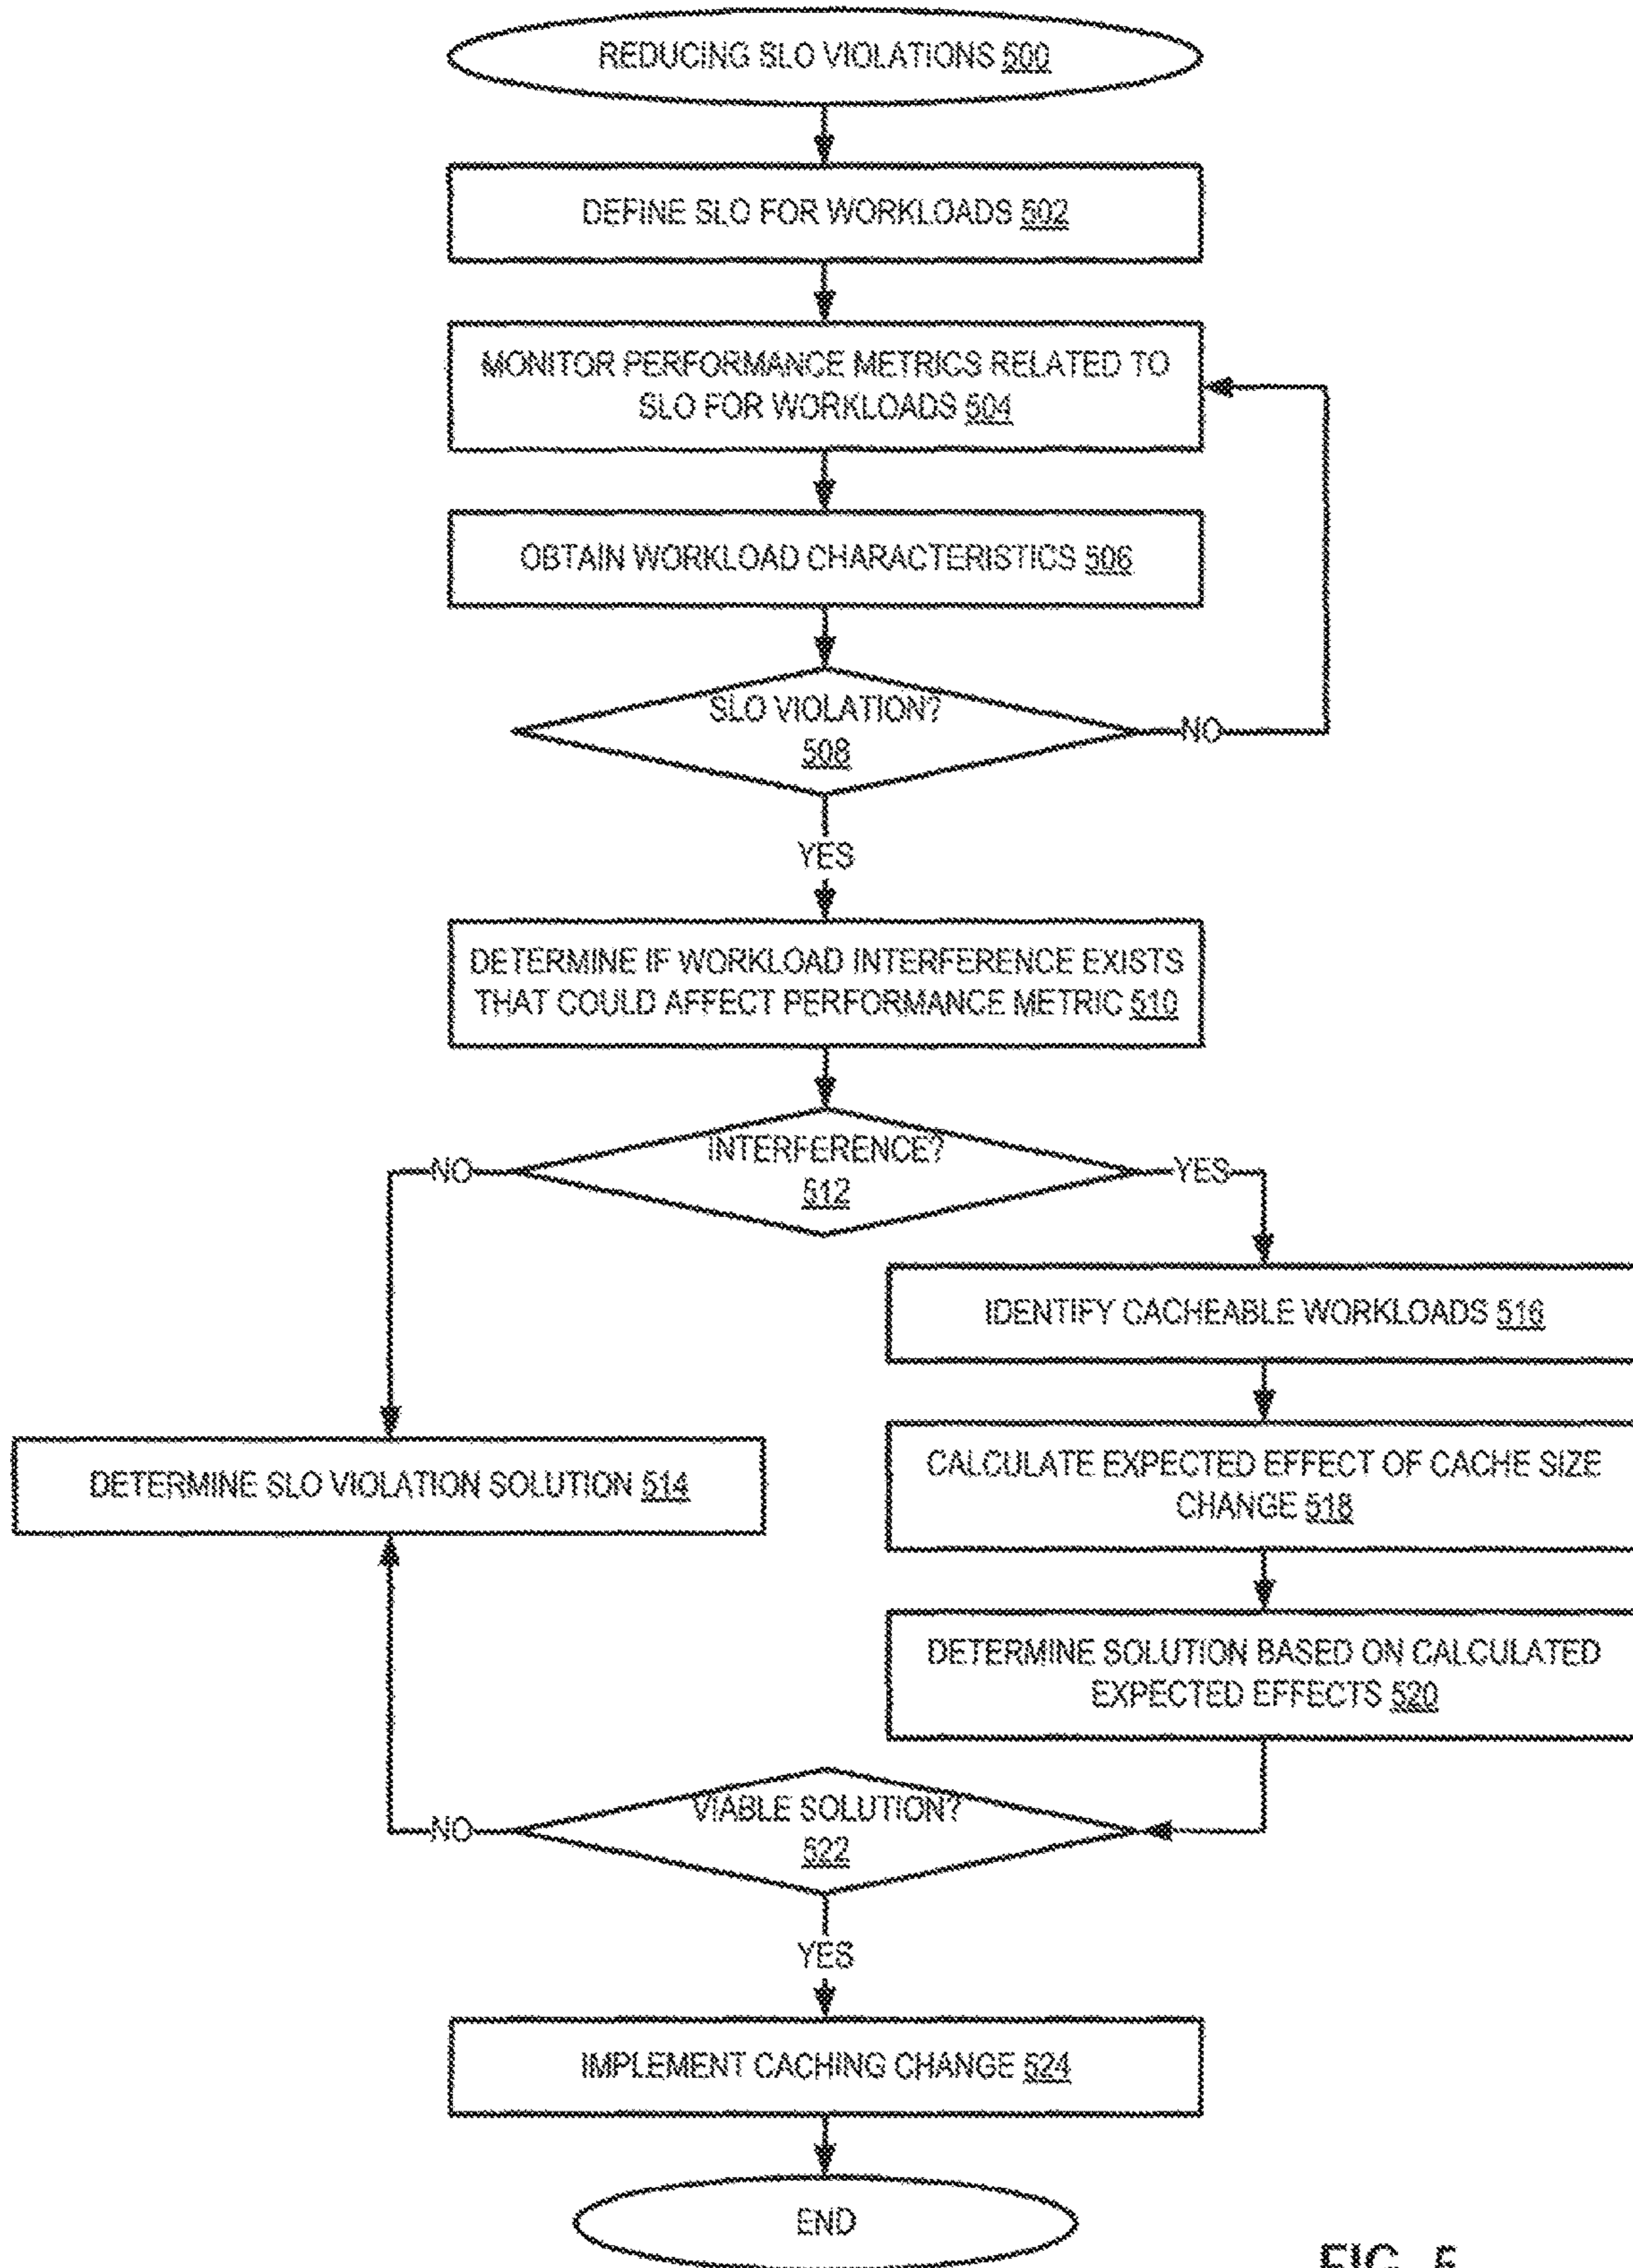 REDUCING SLO VIOLATIONS 500
DEFINE SLO FOR WORKLOADS 502
MONITOR PERFORMANCE METRICS RELATED TO
SLO FOR WORKLOADS 504
OBTAIN WORKLOAD CHARACTERISTICS 506
SLO VIOLATION?
508
NO
YES
DETERMINE IF WORKLOAD INTERFERENCE EXISTS
THAT COULD AFFECT PERFORMANCE METRIC 510
INTERFERENCE?
512
NO
YES
IDENTIFY CACHEABLE WORKLOADS 516
DETERMINE SLO VIOLATION SOLUTION 514
CALCULATE EXPECTED EFFECT OF CACHE SIZE
CHANGE 518
DETERMINE SOLUTION BASED ON CALCULATED
EXPECTED EFFECTS 520
VIABLE SOLUTION?
522
NO
YES
IMPLEMENT CACHING CHANGE 524
END
FIG. 5